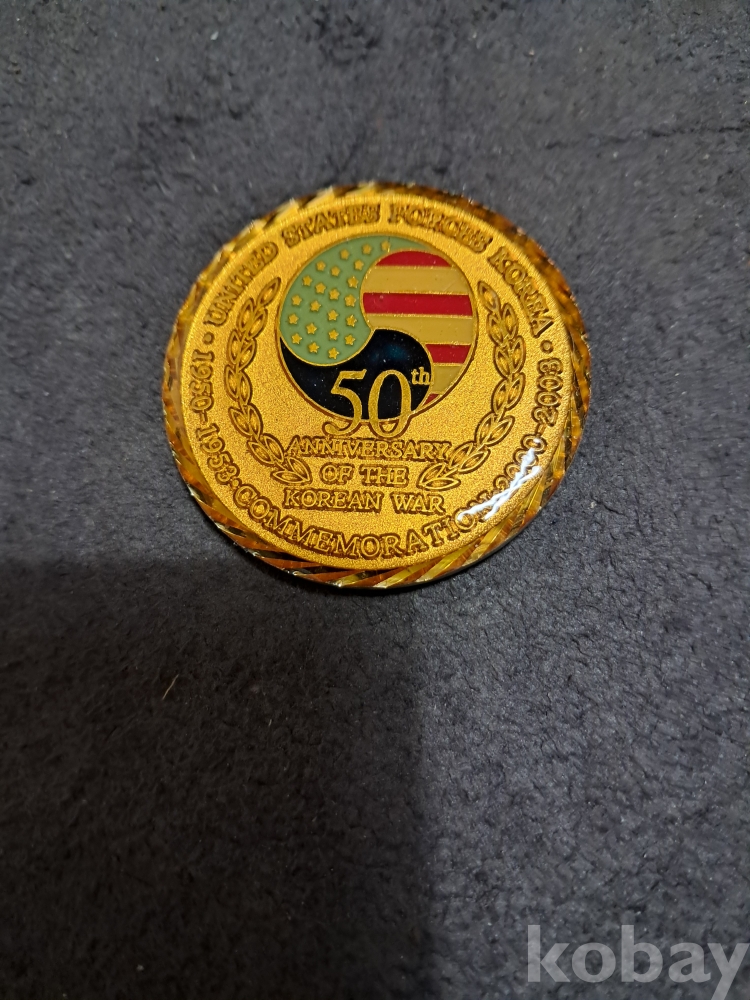 UNITED STATES FORCES KOREA
50th
ANNIVERSARY
OF THE
KOREAN WAR
• 1950-1953•COMMEMORATION•2000-2003 •
kobay